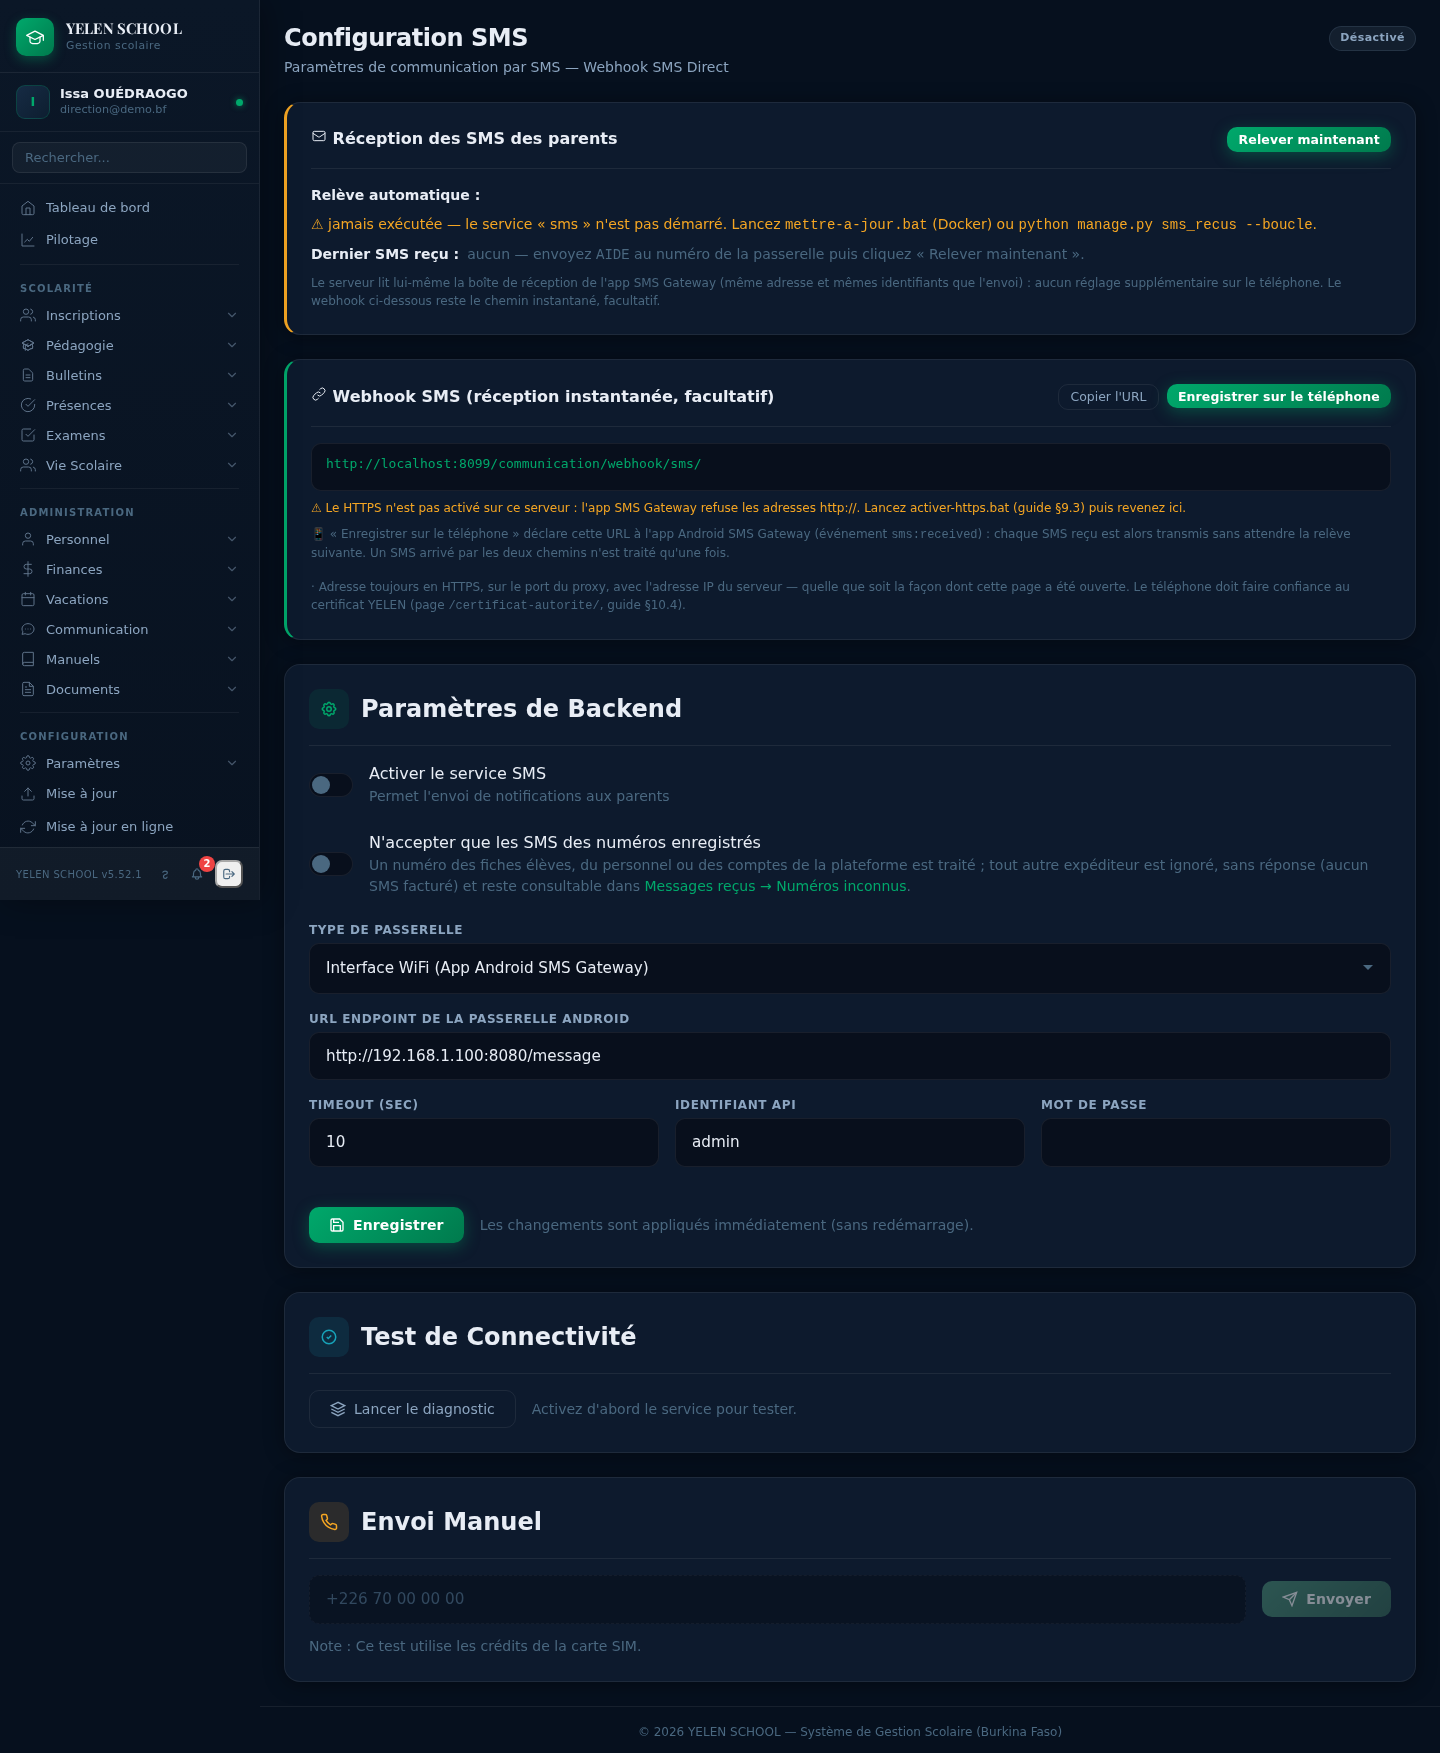 YELEN SCHOOL
Gestion scolaire
I
Issa OUÉDRAOGO
direction@demo.bf
Rechercher...
Tableau de bord
Pilotage
SCOLARITÉ
Inscriptions
Pédagogie
Bulletins
Présences
Examens
Vie Scolaire
ADMINISTRATION
Personnel
Finances
Vacations
Communication
Manuels
Documents
CONFIGURATION
Paramètres
Mise à jour
Mise à jour en ligne
YELEN SCHOOL v5.52.1
2
Configuration SMS
Désactivé
Paramètres de communication par SMS — Webhook SMS Direct
Réception des SMS des parents
Relever maintenant
Relève automatique :
⚠ jamais exécutée — le service « sms » n'est pas démarré. Lancez mettre-a-jour.bat (Docker) ou python manage.py sms_recus --boucle.
Dernier SMS reçu : aucun — envoyez AIDE au numéro de la passerelle puis cliquez « Relever maintenant ».
Le serveur lit lui-même la boîte de réception de l'app SMS Gateway (même adresse et mêmes identifiants que l'envoi) : aucun réglage supplémentaire sur le téléphone. Le
webhook ci-dessous reste le chemin instantané, facultatif.
Webhook SMS (réception instantanée, facultatif)
Copier l'URL
Enregistrer sur le téléphone
http://localhost:8099/communication/webhook/sms/
⚠ Le HTTPS n'est pas activé sur ce serveur : l'app SMS Gateway refuse les adresses http://. Lancez activer-https.bat (guide §9.3) puis revenez ici.
📱 « Enregistrer sur le téléphone » déclare cette URL à l'app Android SMS Gateway (événement sms:received) : chaque SMS reçu est alors transmis sans attendre la relève
suivante. Un SMS arrivé par les deux chemins n'est traité qu'une fois.
· Adresse toujours en HTTPS, sur le port du proxy, avec l'adresse IP du serveur — quelle que soit la façon dont cette page a été ouverte. Le téléphone doit faire confiance au
certificat YELEN (page /certificat-autorite/, guide §10.4).
Paramètres de Backend
Activer le service SMS
Permet l'envoi de notifications aux parents
N'accepter que les SMS des numéros enregistrés
Un numéro des fiches élèves, du personnel ou des comptes de la plateforme est traité ; tout autre expéditeur est ignoré, sans réponse (aucun
SMS facturé) et reste consultable dans Messages reçus → Numéros inconnus.
TYPE DE PASSERELLE
Interface WiFi (App Android SMS Gateway)
URL ENDPOINT DE LA PASSERELLE ANDROID
http://192.168.1.100:8080/message
TIMEOUT (SEC)
IDENTIFIANT API
MOT DE PASSE
10
admin
Enregistrer
Les changements sont appliqués immédiatement (sans redémarrage).
Test de Connectivité
Lancer le diagnostic
Activez d'abord le service pour tester.
Envoi Manuel
+226 70 00 00 00
Envoyer
Note : Ce test utilise les crédits de la carte SIM.
© 2026 YELEN SCHOOL — Système de Gestion Scolaire (Burkina Faso)